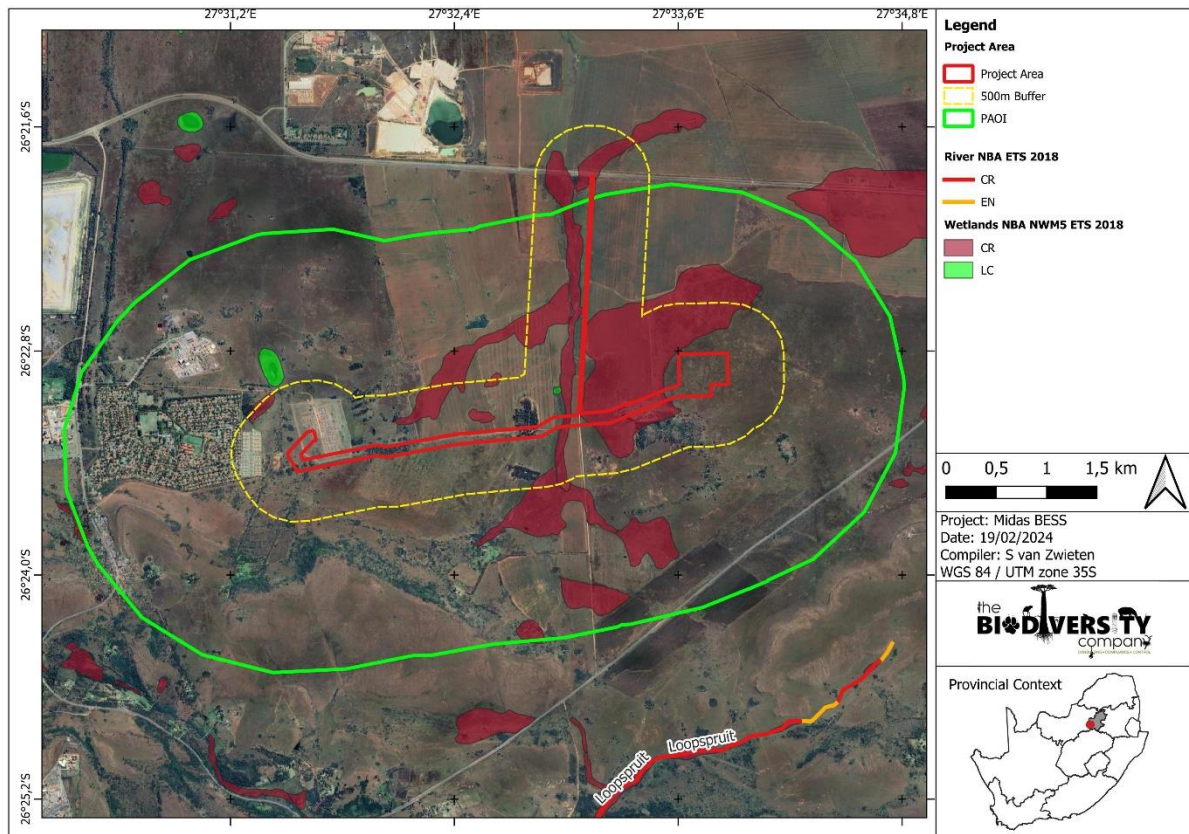 27°31,2'E
27°32,4'E
27°33,6'E
27°34,8'E
26°21,6'S
26°22,8'S
26°24,0'S
26°25,2'S
Loopspruit
Loopspruit
Legend
Project Area
Project Area
500m Buffer
PAOI
River NBA ETS 2018
CR
EN
Wetlands NBA NWM5 ETS 2018
CR
LC
0 0,5 1 1,5 km
Project: Midas BESS
Date: 19/02/2024
Compiler: S van Zwieten
WGS 84 / UTM zone 35S
the
BIODIVERSITY
company
Provincial Context